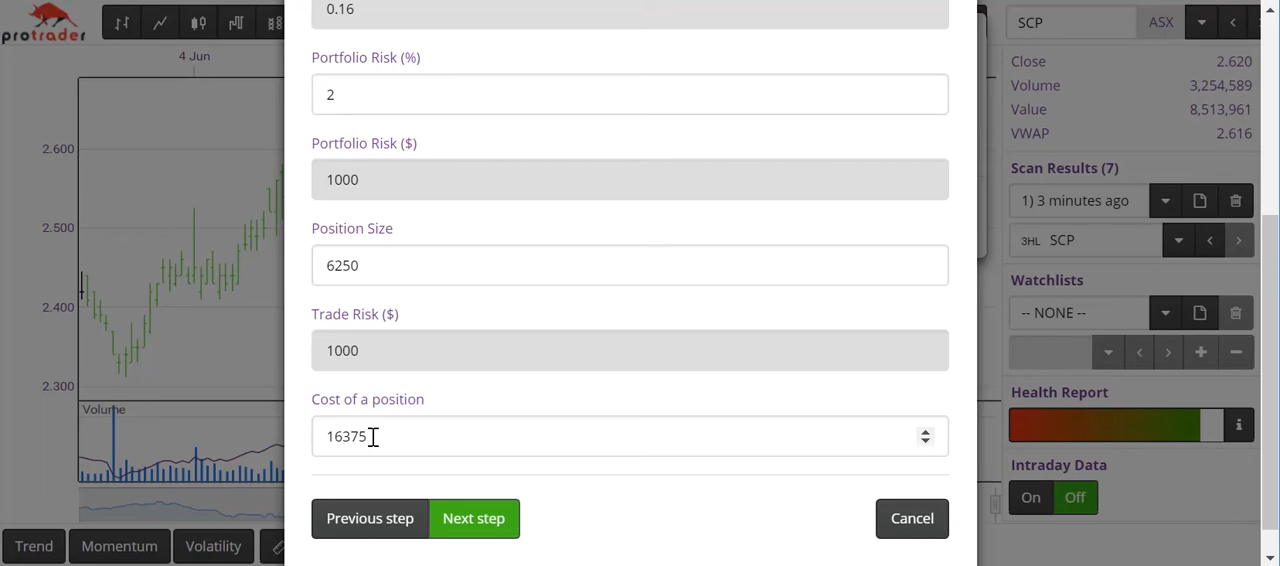 protrader
4 Jun
2.600
2.500
2.400
2.300
Volume
Trend
Momentum
Volatility
0.16
Portfolio Risk (%)
2
Portfolio Risk ($)
1000
Position Size
6250
Trade Risk ($)
1000
Cost of a position
16375
Previous step
Next step
Cancel
SCP
ASX
Close 2.620
Volume 3,254,589
Value 8,513,961
VWAP 2.616
Scan Results (7)
1) 3 minutes ago
3HL SCP
Watchlists
-- NONE --
Health Report
Intraday Data
On Off